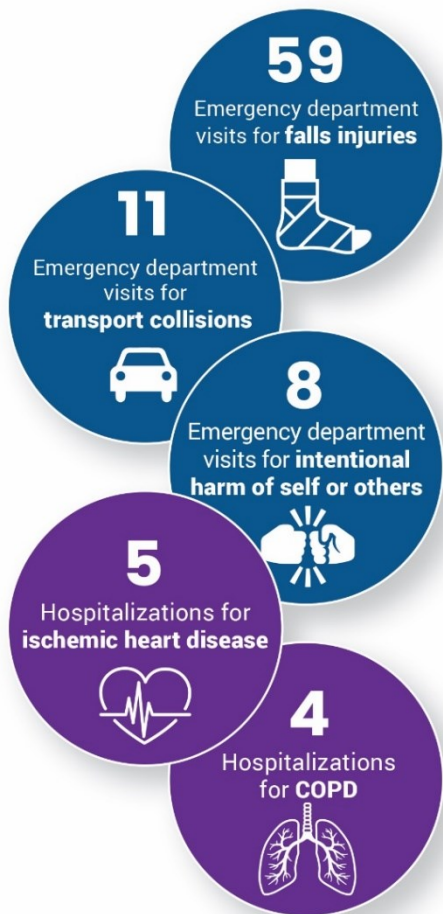 59
Emergency department
visits for falls injuries
11
Emergency department
visits for
transport collisions
8
Emergency department
visits for intentional
harm of self or others
5
Hospitalizations for
ischemic heart disease
4
Hospitalizations
for COPD